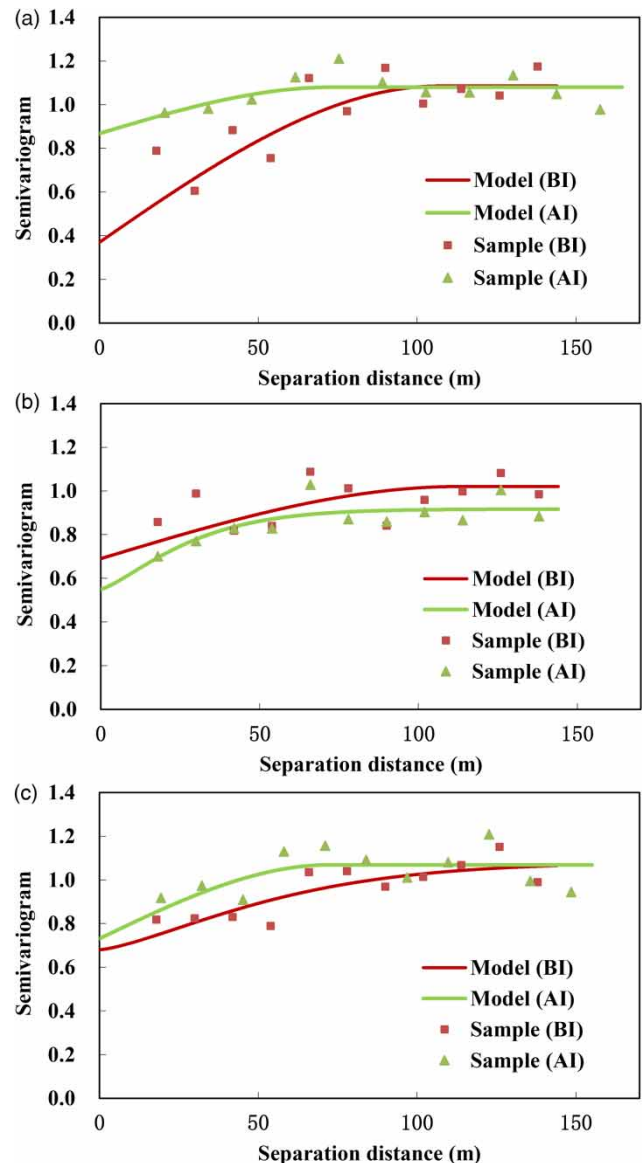 (a)
1.4
1.2
1.0
0.8
0.6
0.4
0.2
0.0
Semivariogram
Model (BI)
Model (AI)
Sample (BI)
Sample (AI)
0 50 100 150
Separation distance (m)
(b)
1.4
1.2
1.0
0.8
0.6
0.4
0.2
0.0
Semivariogram
Model (BI)
Model (AI)
Sample (BI)
Sample (AI)
0 50 100 150
Separation distance (m)
(c)
1.4
1.2
1.0
0.8
0.6
0.4
0.2
0.0
Semivariogram
Model (BI)
Model (AI)
Sample (BI)
Sample (AI)
0 50 100 150
Separation distance (m)